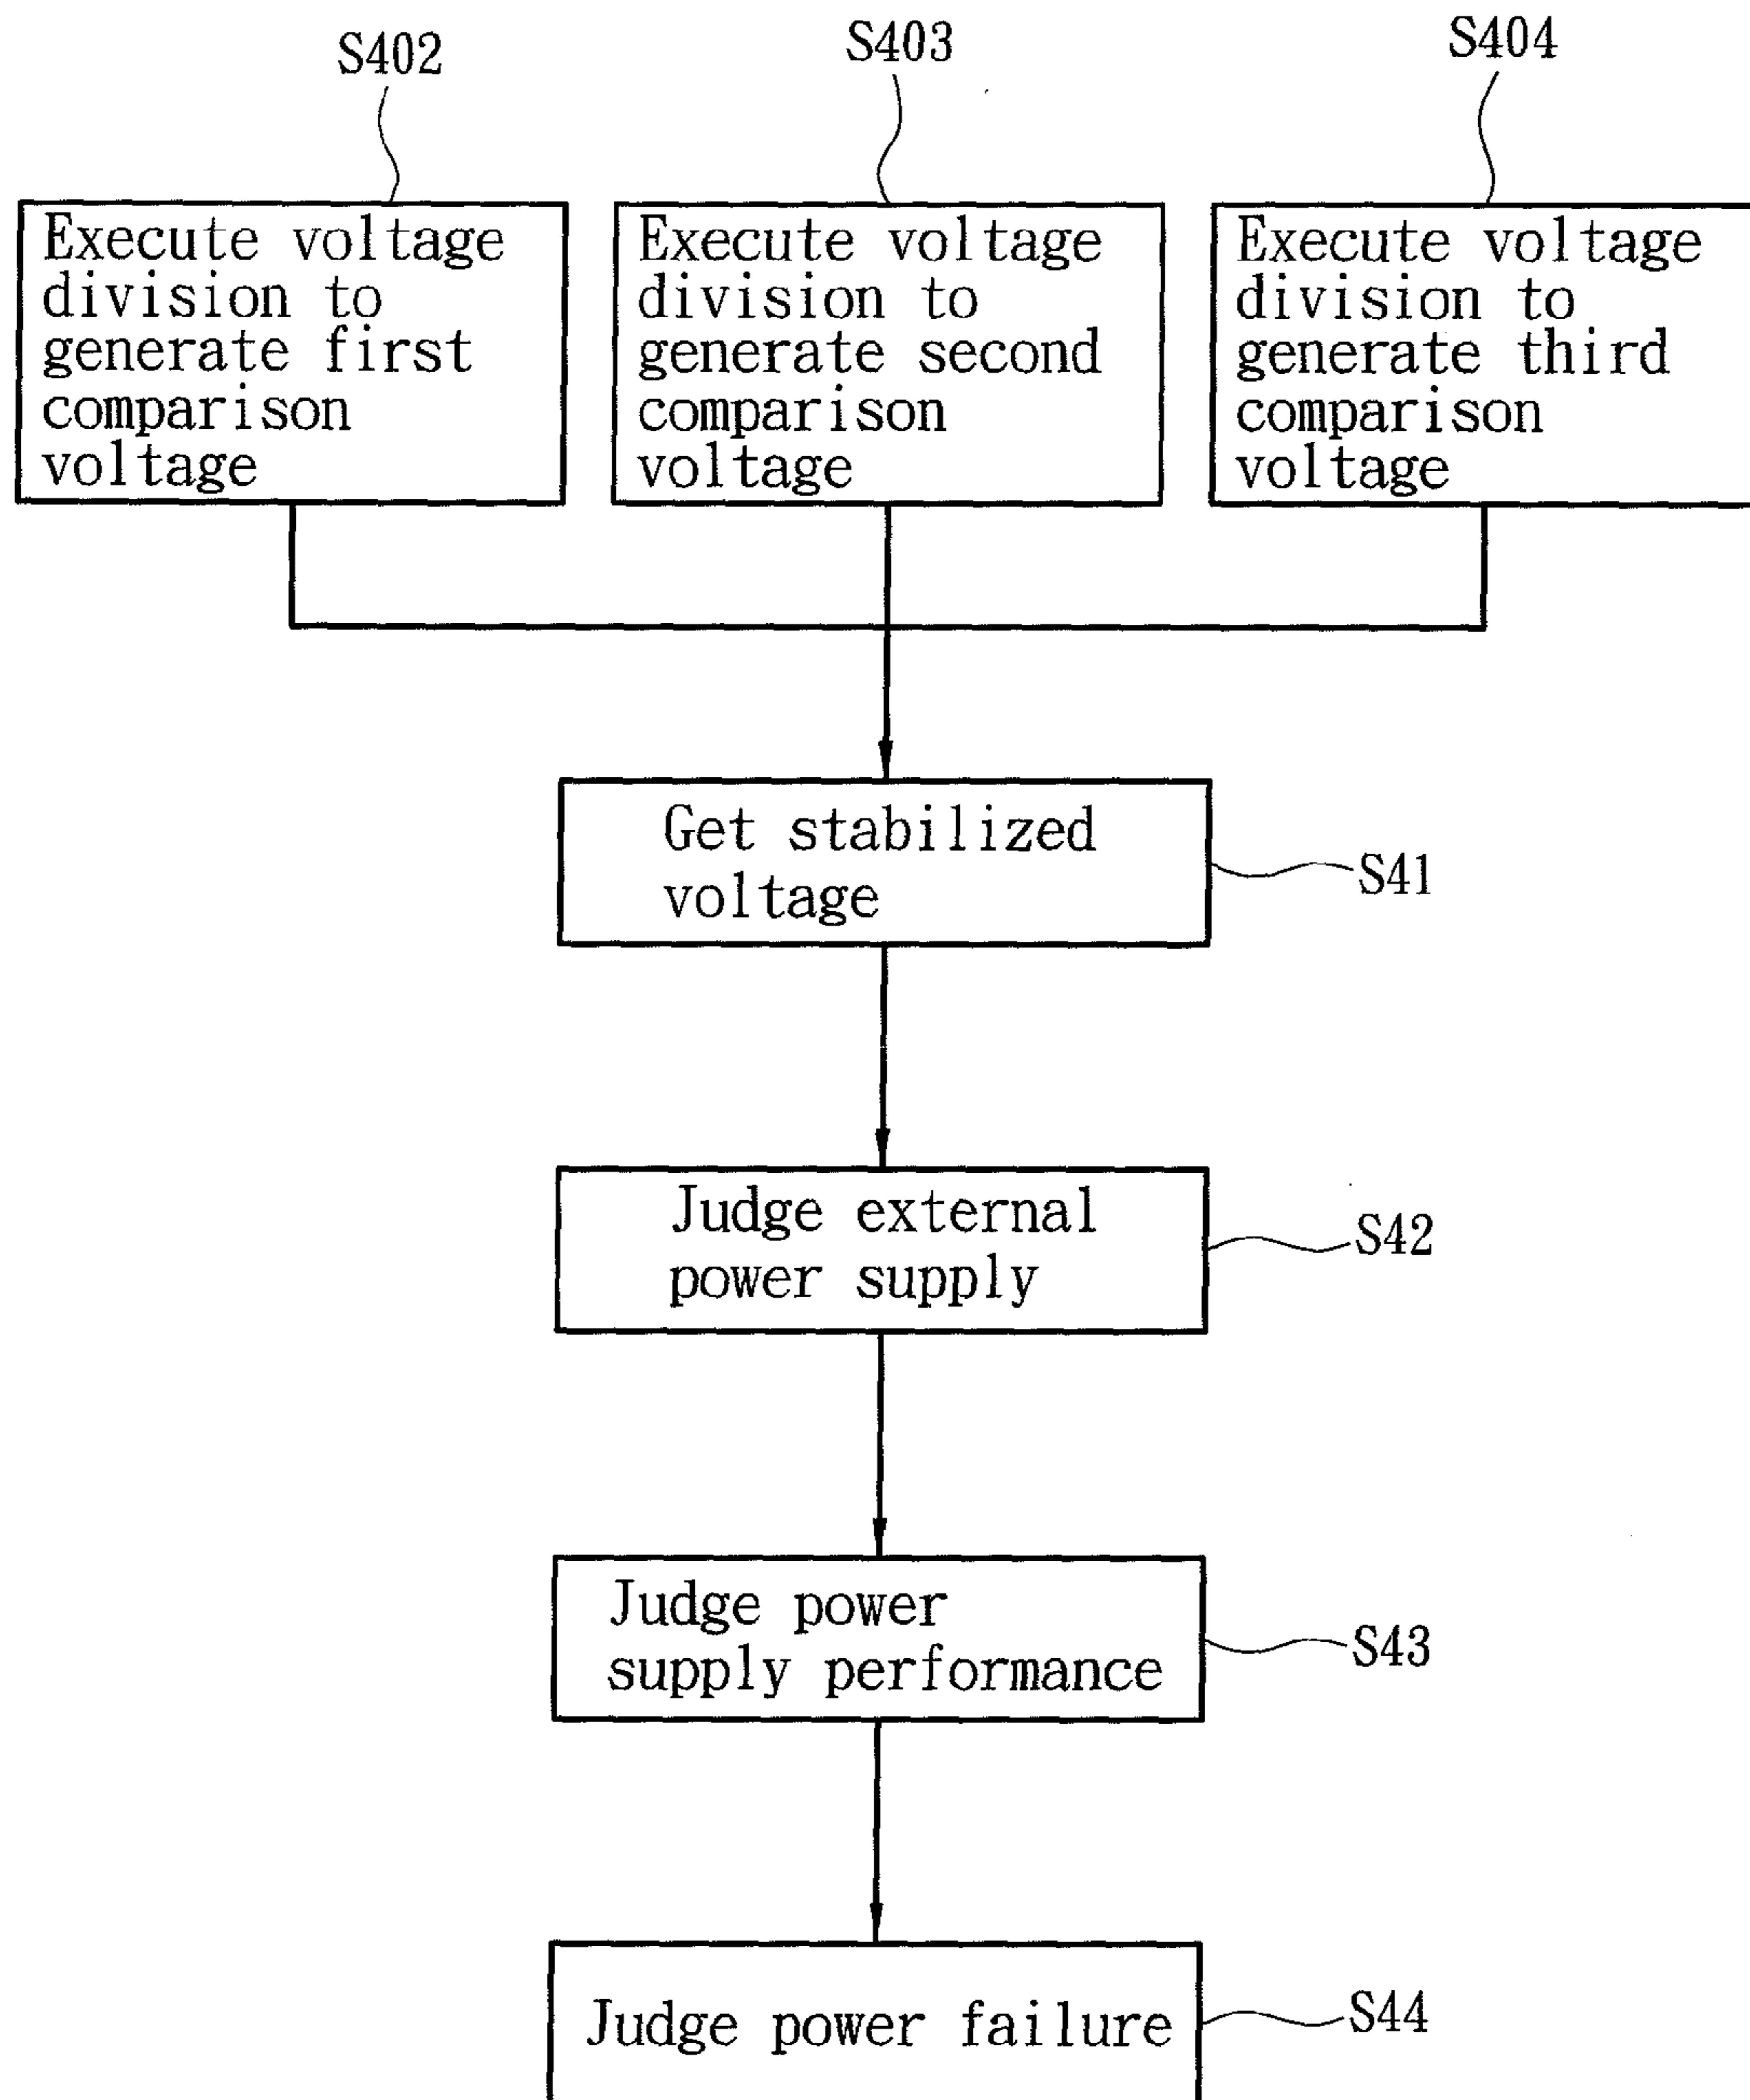 S402
S403
S404
Execute voltage
division to
generate first
comparison
voltage
Execute voltage
division to
generate second
comparison
voltage
Execute voltage
division to
generate third
comparison
voltage
Get stabilized
voltage
S41
Judge external
power supply
S42
Judge power
supply performance
S43
Judge power failure
S44